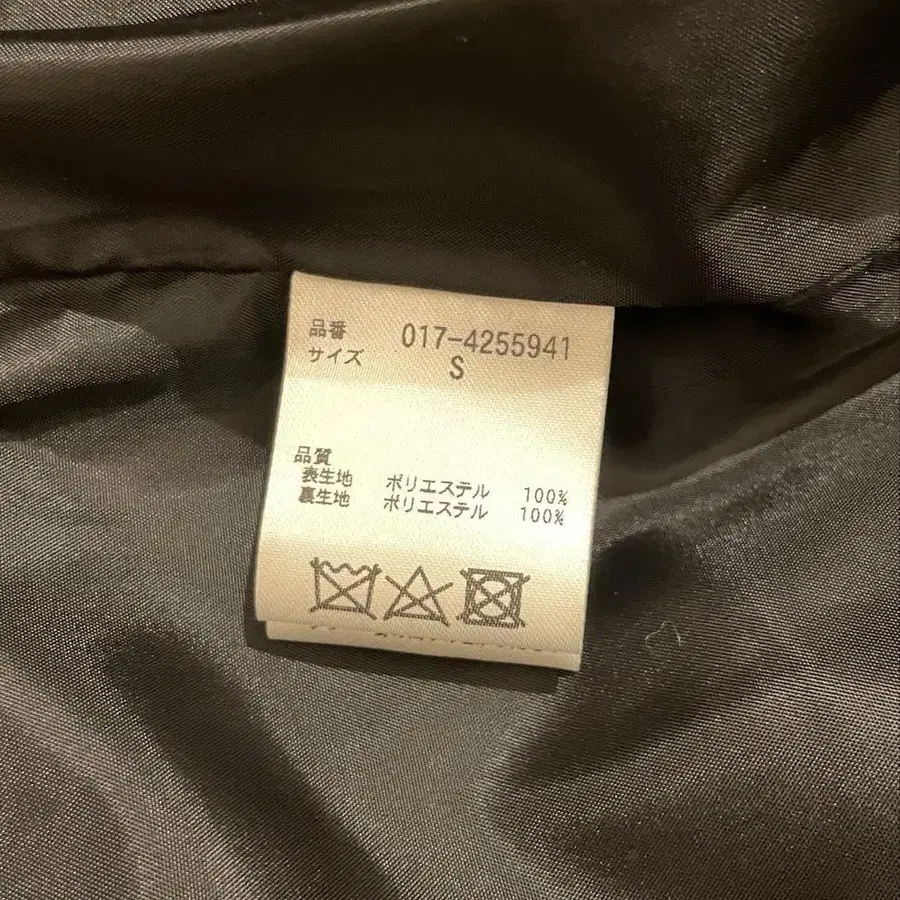 品番 017-4255941
サイズ S
品質
表生地 ポリエステル 100%
裏生地 ポリエステル 100%